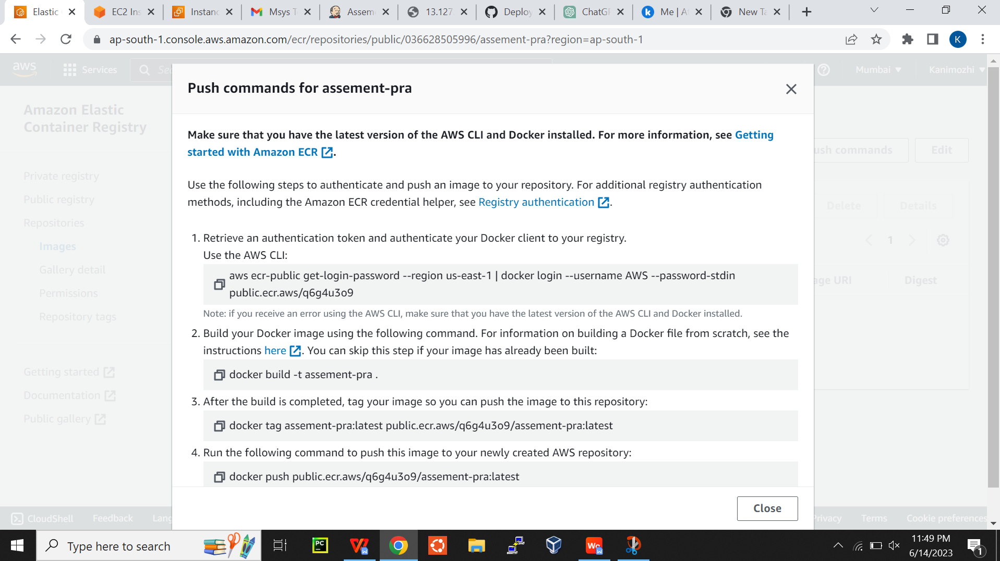 Elastic
EC2 Ins
Instanc
Msys T
Assem
13.127
Deploy
ChatGP
Me | A
New Ta
ap-south-1.console.aws.amazon.com/ecr/repositories/public/036628505996/assement-pra?region=ap-south-1
K
aws
Services
Sea
Mumbai
Kanimozhi
Push commands for assement-pra
Amazon Elastic
Container Registry
Private registry
Public registry
Repositories
Images
Gallery detail
Permissions
Repository tags
Getting started
Documentation
Public gallery
Make sure that you have the latest version of the AWS CLI and Docker installed. For more information, see Getting
started with Amazon ECR.
Use the following steps to authenticate and push an image to your repository. For additional registry authentication
methods, including the Amazon ECR credential helper, see Registry authentication.
1. Retrieve an authentication token and authenticate your Docker client to your registry.
Use the AWS CLI:
aws ecr-public get-login-password --region us-east-1 | docker login --username AWS --password-stdin
public.ecr.aws/q6g4u3o9
Note: if you receive an error using the AWS CLI, make sure that you have the latest version of the AWS CLI and Docker installed.
2. Build your Docker image using the following command. For information on building a Docker file from scratch, see the
instructions here. You can skip this step if your image has already been built:
docker build -t assement-pra .
3. After the build is completed, tag your image so you can push the image to this repository:
docker tag assement-pra:latest public.ecr.aws/q6g4u3o9/assement-pra:latest
4. Run the following command to push this image to your newly created AWS repository:
docker push public.ecr.aws/q6g4u3o9/assement-pra:latest
Close
ush commands
Edit
Delete
Details
1
age URI
Digest
CloudShell
Feedback
Lang
Privacy
Terms
Cookie preferences
Type here to search
PC
11:49 PM
6/14/2023
1